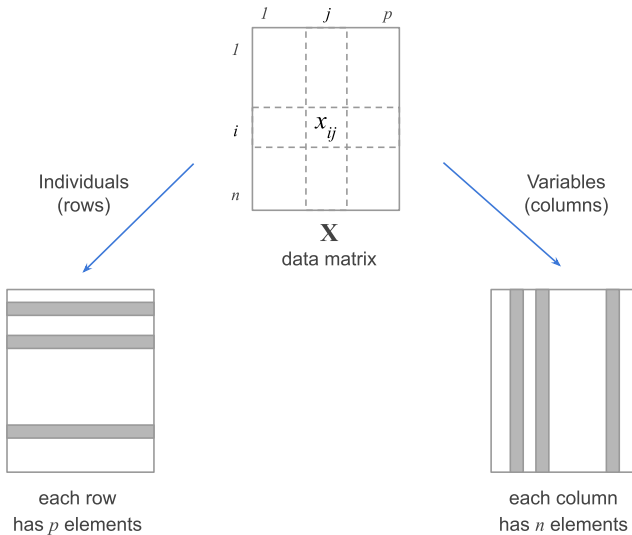 1 j p
1
i
x_ij
n
X
data matrix
Individuals
(rows)
Variables
(columns)
each row
has p elements
each column
has n elements